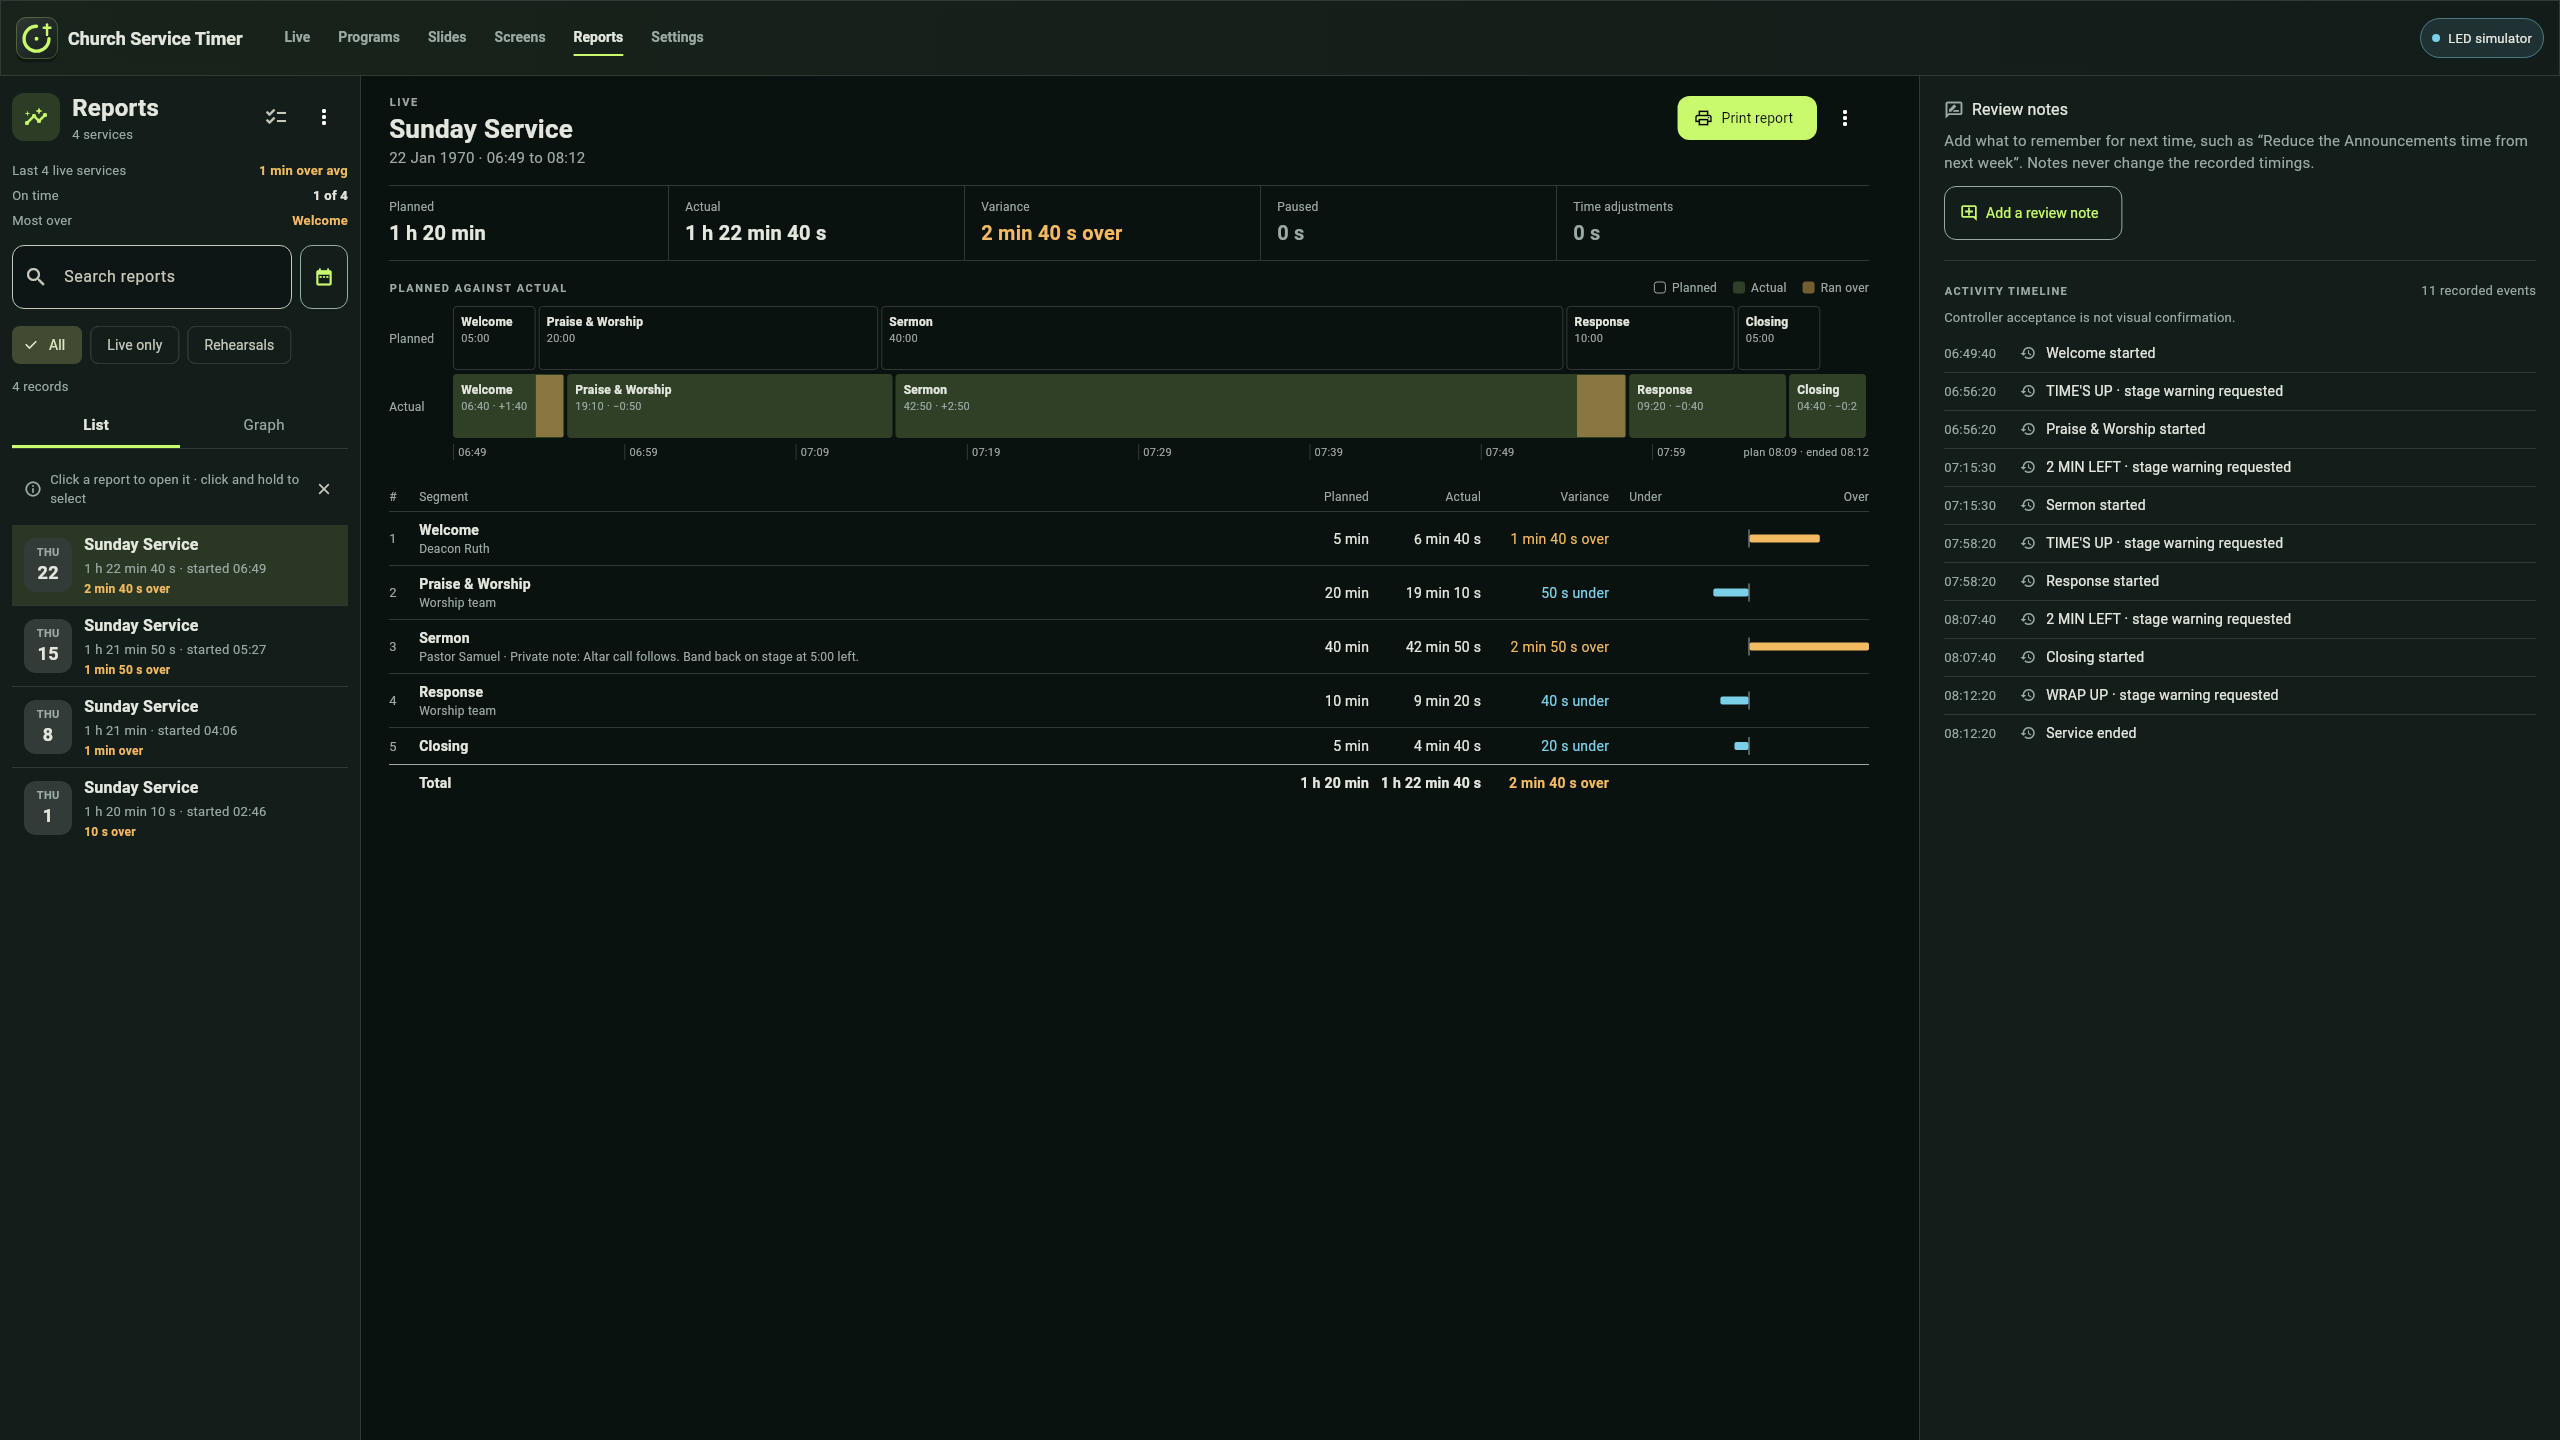 Church Service Timer
Live
Programs
Slides
Screens
Reports
Settings
LED simulator
Reports
4 services
Last 4 live services 1 min over avg
On time 1 of 4
Most over Welcome
Search reports
All
Live only
Rehearsals
4 records
List
Graph
Click a report to open it · click and hold to
select
THU
22
Sunday Service
1 h 22 min 40 s · started 06:49
2 min 40 s over
THU
15
Sunday Service
1 h 21 min 50 s · started 05:27
1 min 50 s over
THU
8
Sunday Service
1 h 21 min · started 04:06
1 min over
THU
1
Sunday Service
1 h 20 min 10 s · started 02:46
10 s over
LIVE
Sunday Service
22 Jan 1970 · 06:49 to 08:12
Print report
Planned
1 h 20 min
Actual
1 h 22 min 40 s
Variance
2 min 40 s over
Paused
0 s
Time adjustments
0 s
PLANNED AGAINST ACTUAL
Planned
Actual
Ran over
Planned
Welcome
05:00
Praise & Worship
20:00
Sermon
40:00
Response
10:00
Closing
05:00
Actual
Welcome
06:40 · +1:40
Praise & Worship
19:10 · −0:50
Sermon
42:50 · +2:50
Response
09:20 · −0:40
Closing
04:40 · −0:2
06:49
06:59
07:09
07:19
07:29
07:39
07:49
07:59
plan 08:09 · ended 08:12
# Segment Planned Actual Variance Under Over
1 Welcome 5 min 6 min 40 s 1 min 40 s over
Deacon Ruth
2 Praise & Worship 20 min 19 min 10 s 50 s under
Worship team
3 Sermon 40 min 42 min 50 s 2 min 50 s over
Pastor Samuel · Private note: Altar call follows. Band back on stage at 5:00 left.
4 Response 10 min 9 min 20 s 40 s under
Worship team
5 Closing 5 min 4 min 40 s 20 s under
Total 1 h 20 min 1 h 22 min 40 s 2 min 40 s over
Review notes
Add what to remember for next time, such as “Reduce the Announcements time from
next week”. Notes never change the recorded timings.
Add a review note
ACTIVITY TIMELINE 11 recorded events
Controller acceptance is not visual confirmation.
06:49:40 Welcome started
06:56:20 TIME'S UP · stage warning requested
06:56:20 Praise & Worship started
07:15:30 2 MIN LEFT · stage warning requested
07:15:30 Sermon started
07:58:20 TIME'S UP · stage warning requested
07:58:20 Response started
08:07:40 2 MIN LEFT · stage warning requested
08:07:40 Closing started
08:12:20 WRAP UP · stage warning requested
08:12:20 Service ended